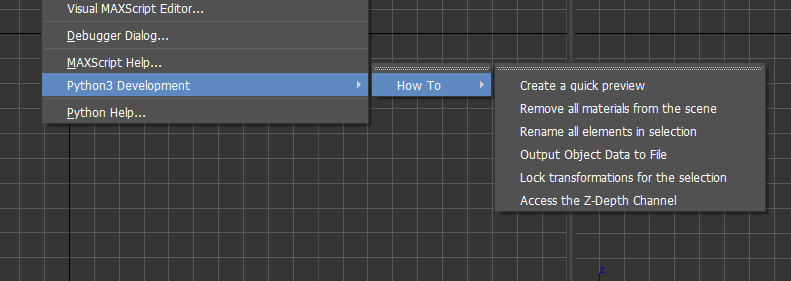 Visual MAXScript Editor...
Debugger Dialog...
MAXScript Help...
Python3 Development
Python Help...
How To
Create a quick preview
Remove all materials from the scene
Rename all elements in selection
Output Object Data to File
Lock transformations for the selection
Access the Z-Depth Channel
z